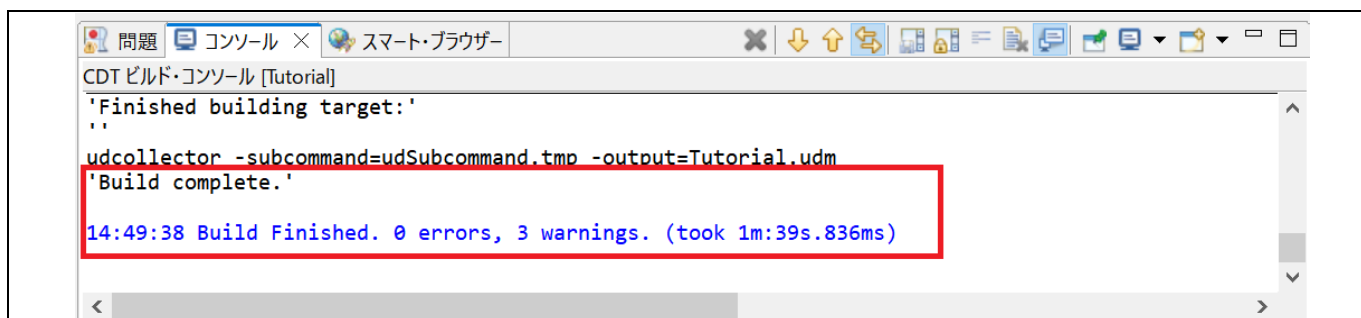 問題 コンソール スマート・ブラウザー
CDT ビルド・コンソール [Tutorial]
'Finished building target:'
' '
udcollector -subcommand=udSubcommand.tmp -output=Tutorial.udm
'Build complete.'
14:49:38 Build Finished. 0 errors, 3 warnings. (took 1m:39s.836ms)